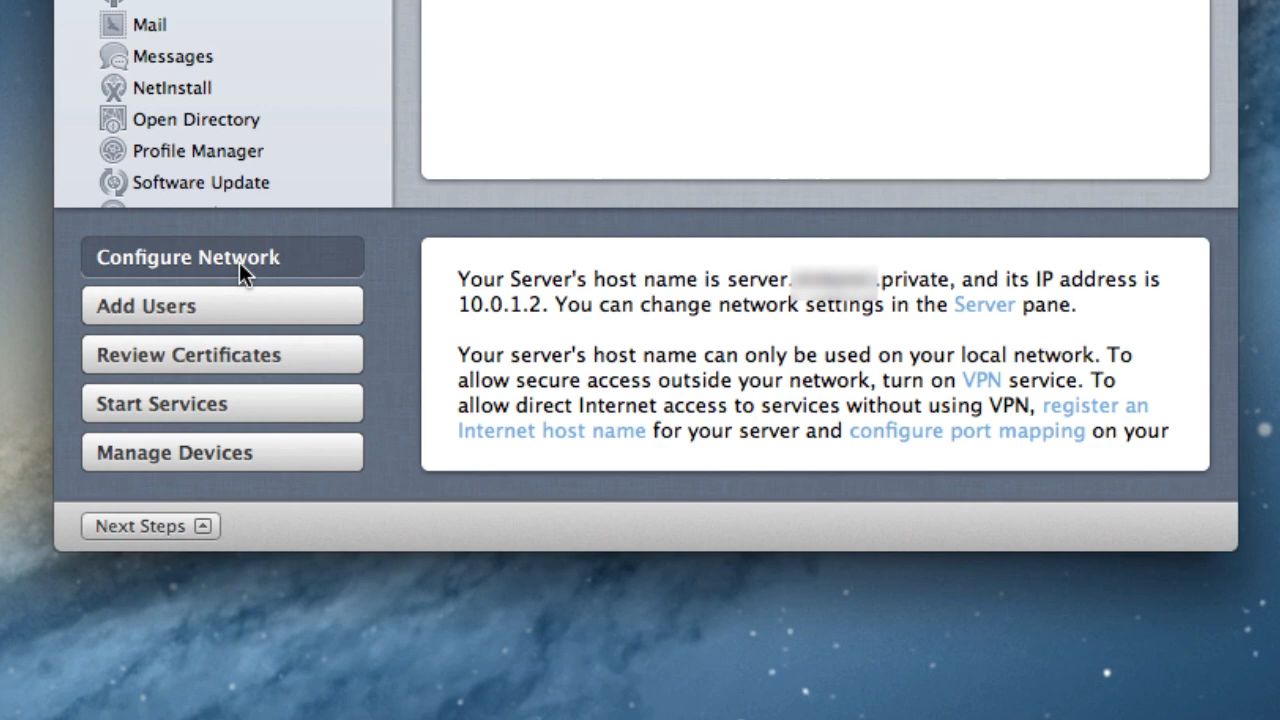 Mail
Messages
NetInstall
Open Directory
Profile Manager
Software Update
Configure Network
Add Users
Review Certificates
Start Services
Manage Devices
Your Server's host name is server. .private, and its IP address is
10.0.1.2. You can change network settings in the Server pane.
Your server's host name can only be used on your local network. To
allow secure access outside your network, turn on VPN service. To
allow direct Internet access to services without using VPN, register an
Internet host name for your server and configure port mapping on your
Next Steps